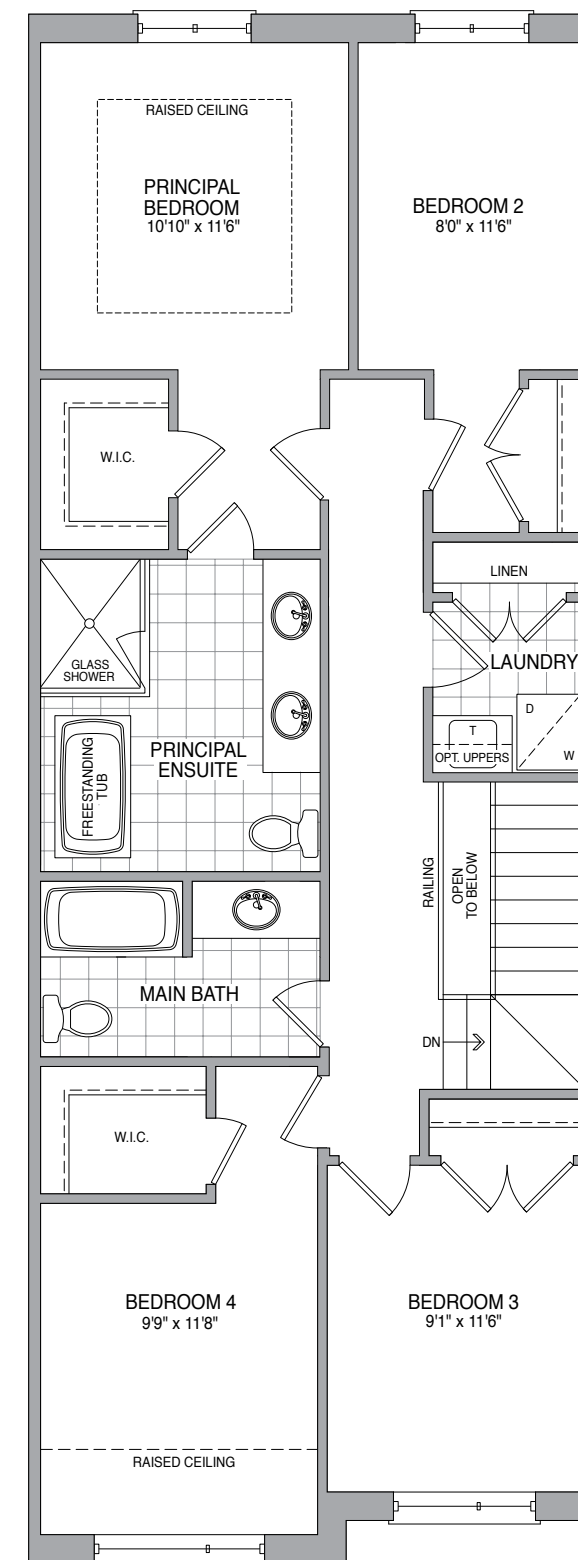 RAISED CEILING
PRINCIPAL
BEDROOM
10'10" x 11'6"
BEDROOM 2
8'0" x 11'6"
W.I.C.
LINEN
GLASS
SHOWER
LAUNDRY
D
W
T
OPT. UPPERS
PRINCIPAL
ENSUITE
FREESTANDING
TUB
RAILING
OPEN
TO BELOW
MAIN BATH
DN
W.I.C.
BEDROOM 4
9'9" x 11'8"
BEDROOM 3
9'1" x 11'6"
RAISED CEILING